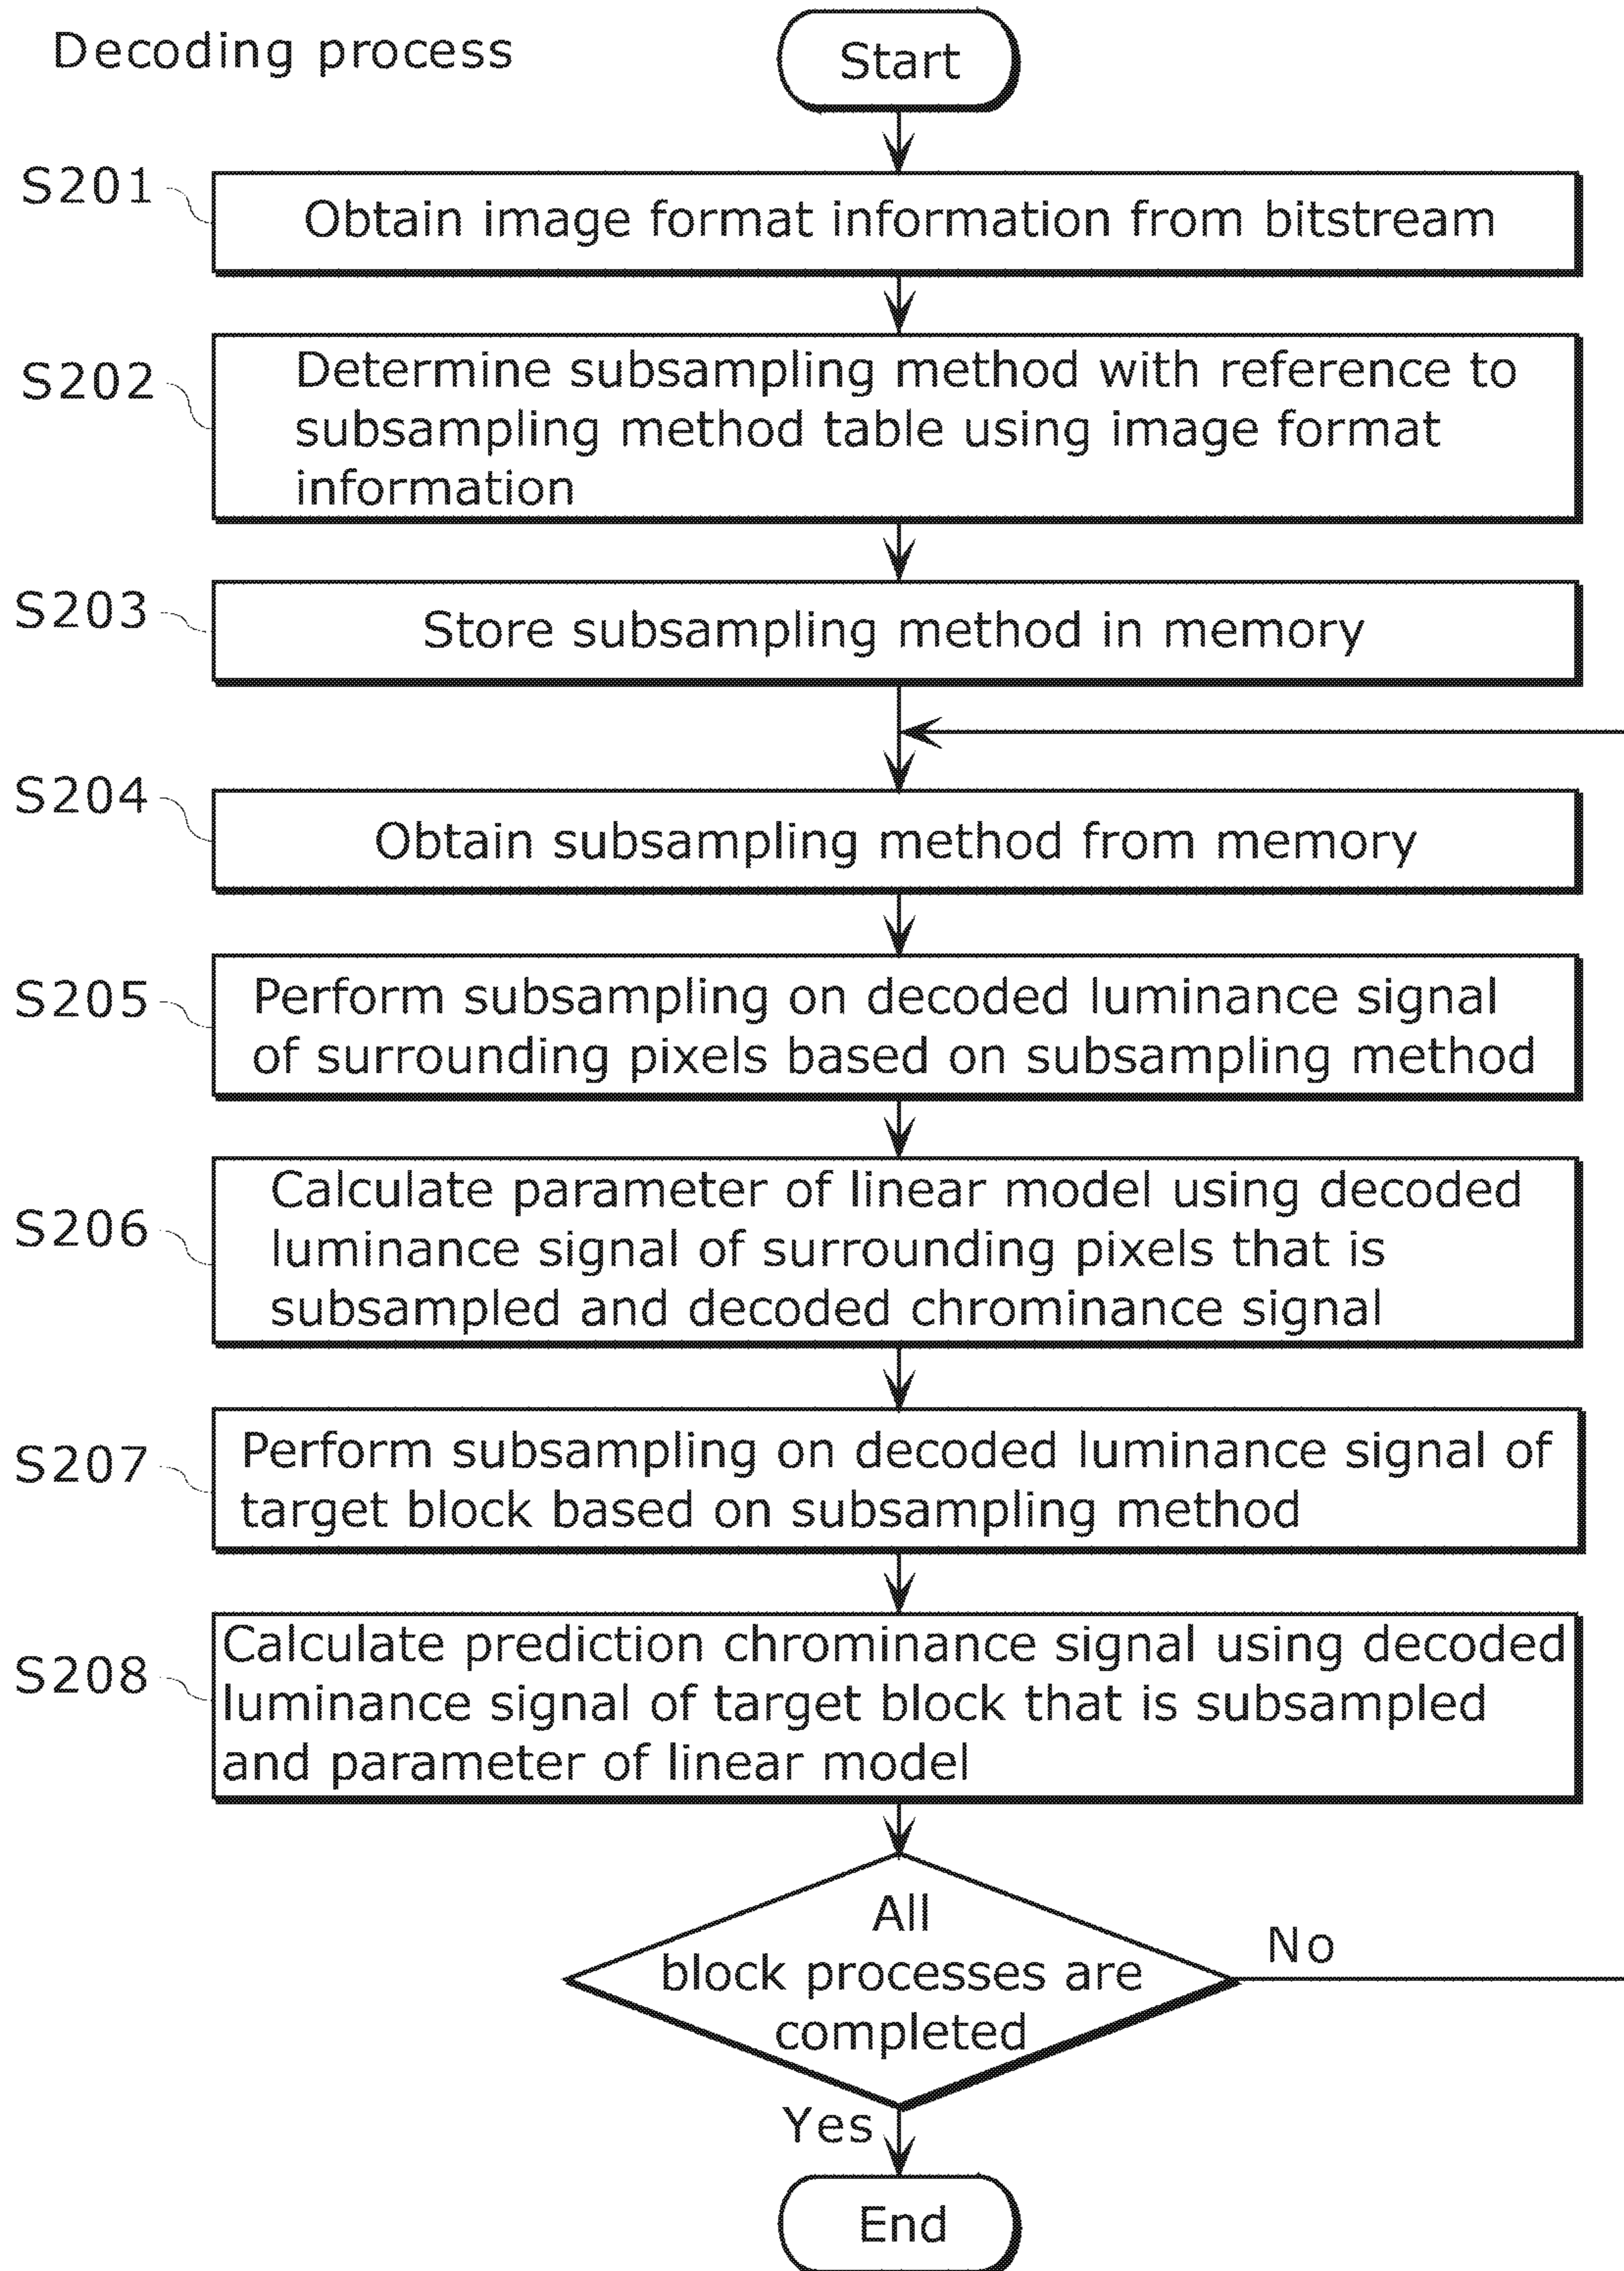 Decoding process
Start
S201
Obtain image format information from bitstream
S202
Determine subsampling method with reference to
subsampling method table using image format
information
S203
Store subsampling method in memory
S204
Obtain subsampling method from memory
S205
Perform subsampling on decoded luminance signal
of surrounding pixels based on subsampling method
S206
Calculate parameter of linear model using decoded
luminance signal of surrounding pixels that is
subsampled and decoded chrominance signal
S207
Perform subsampling on decoded luminance signal of
target block based on subsampling method
S208
Calculate prediction chrominance signal using decoded
luminance signal of target block that is subsampled
and parameter of linear model
All
block processes are
completed
No
Yes
End